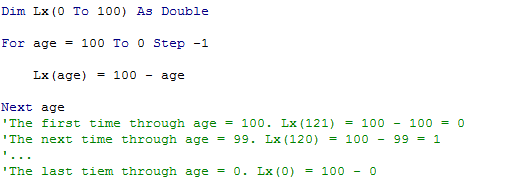 Dim Lx(0 To 100) As Double
For age = 100 To 0 Step -1
Lx(age) = 100 - age
Next age
'The first time through age = 100. Lx(121) = 100 - 100 = 0
'The next time through age = 99. Lx(120) = 100 - 99 = 1
'...
'The last tiem through age = 0. Lx(0) = 100 - 0